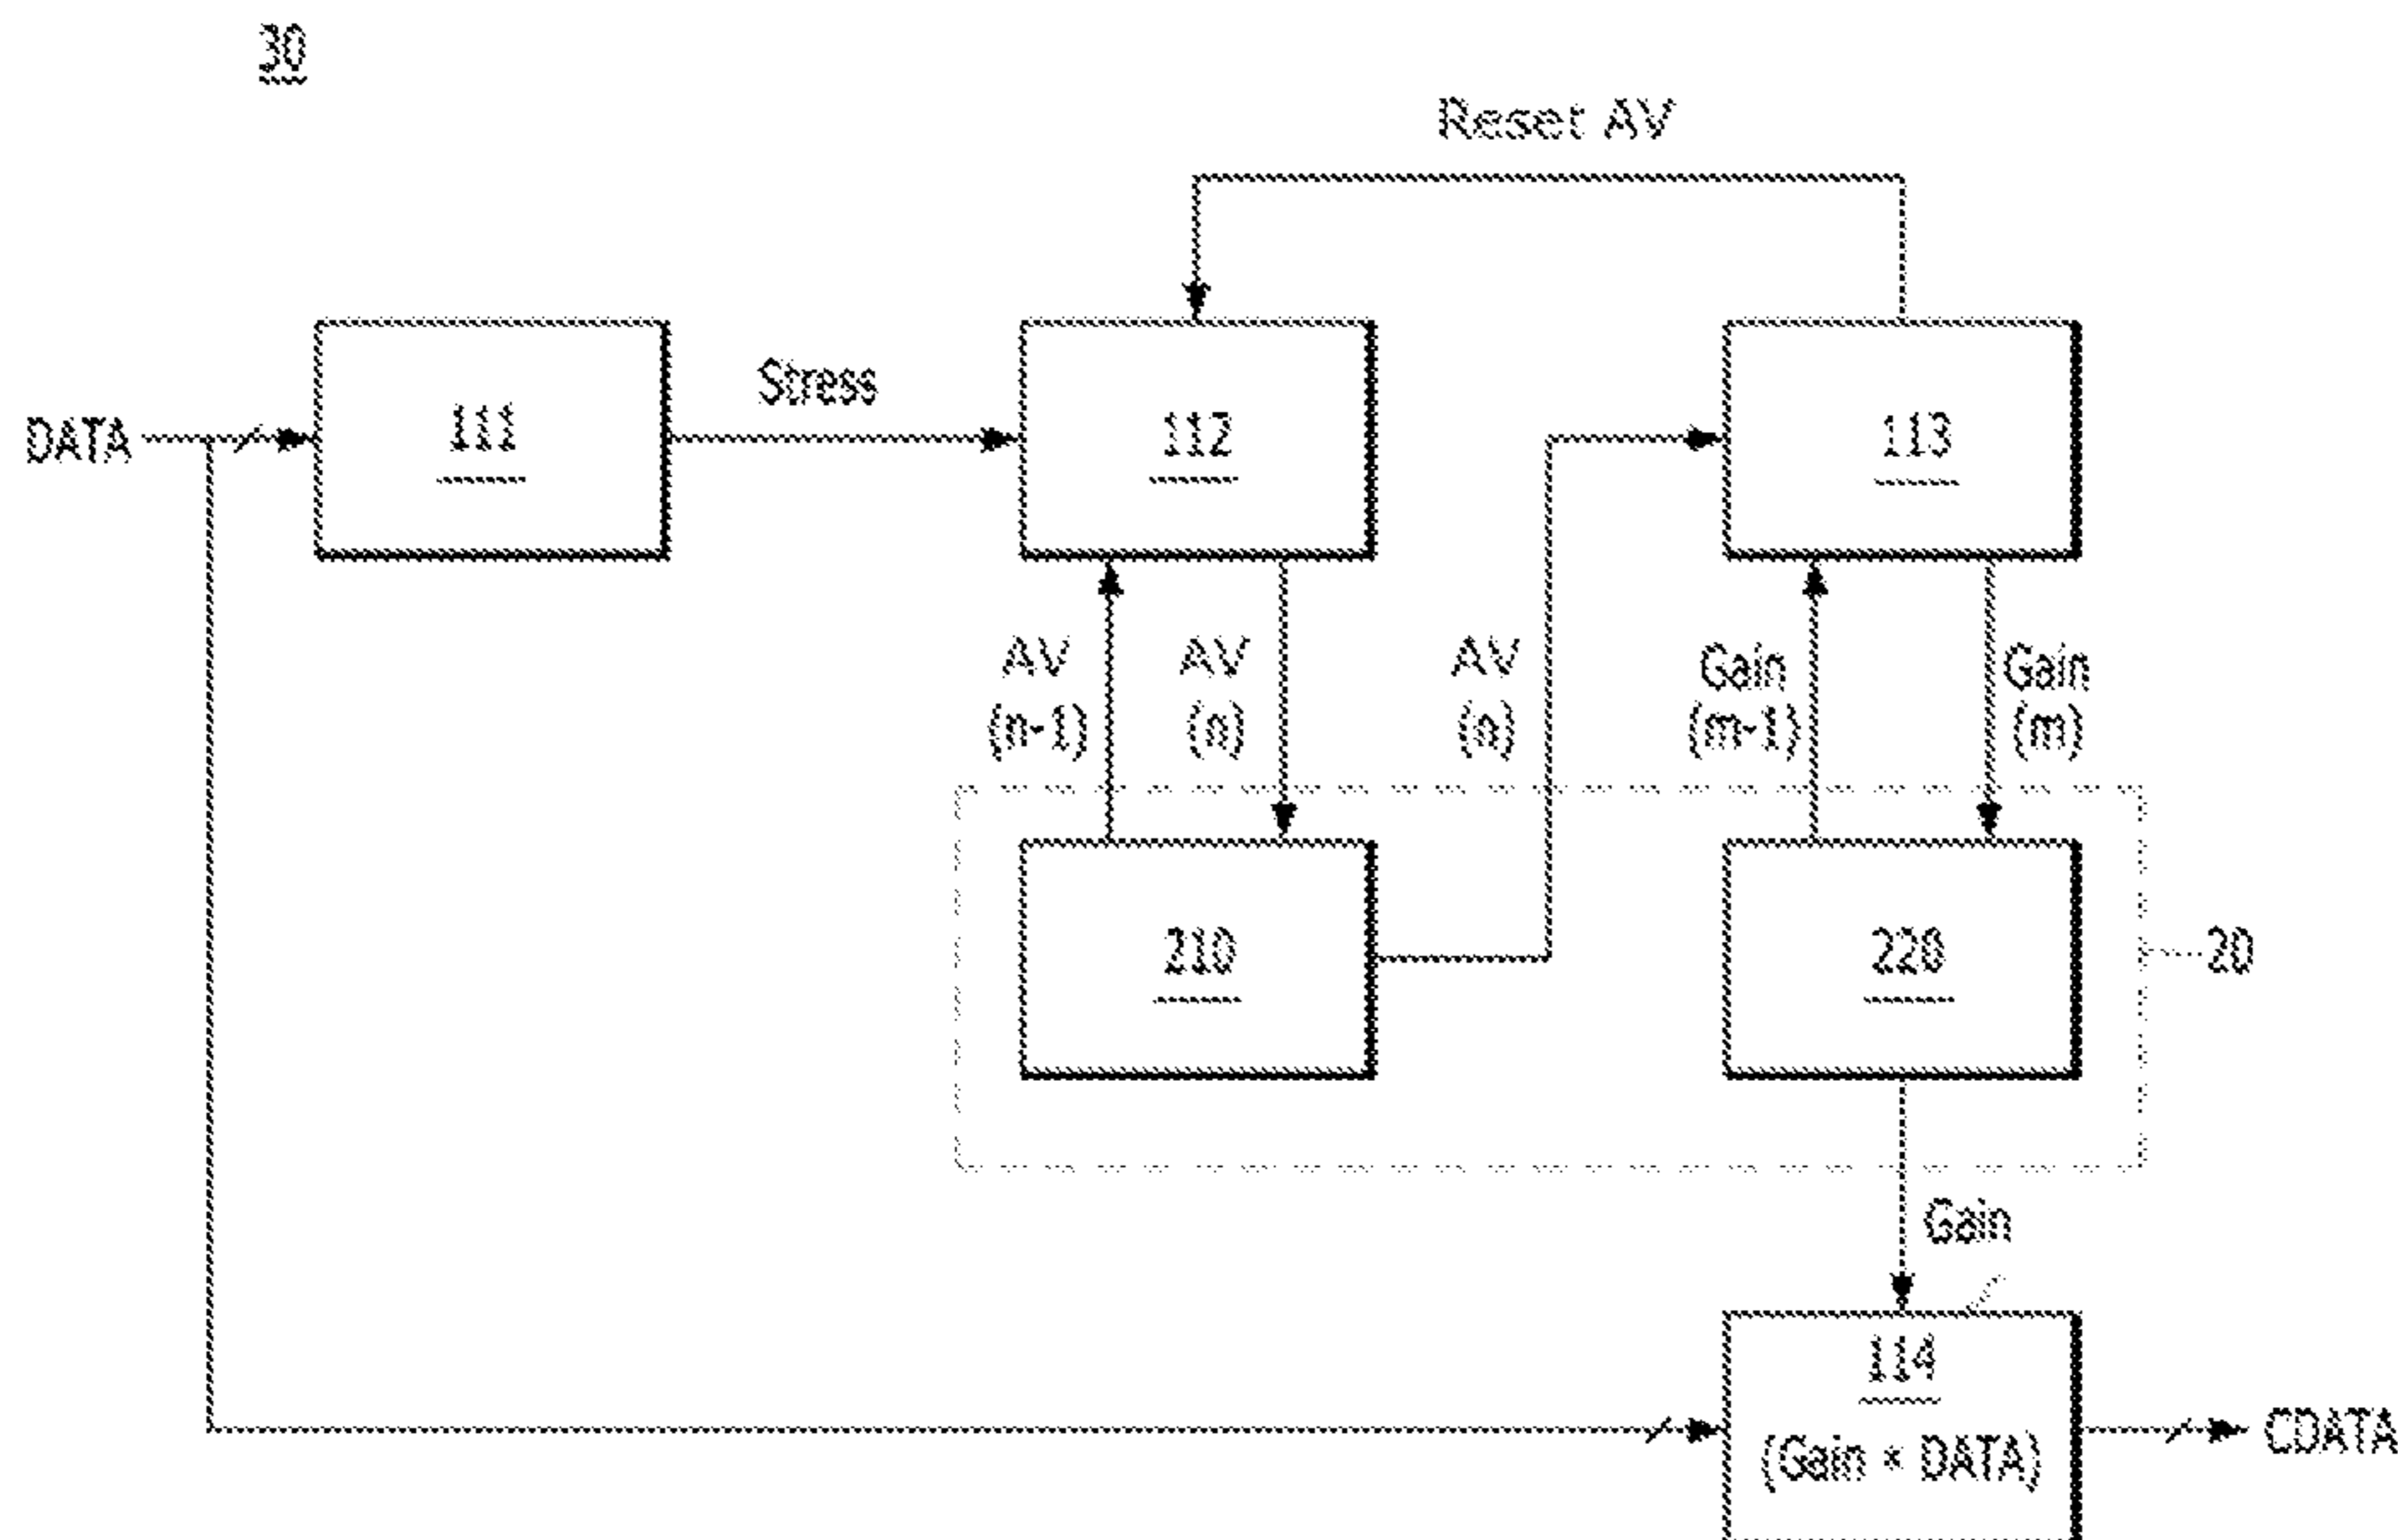 30
Reset AV
Stress
DATA
111
112
113
AV
(n-1)
AV
(n)
AV
(n)
Gain
(m-1)
Gain
(m)
210
220
20
Gain
114
(Gain × DATA)
CDATA